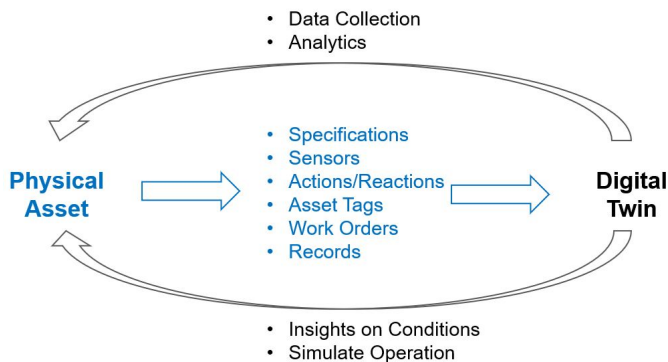 • Data Collection
• Analytics
• Specifications
• Sensors
• Actions/Reactions
• Asset Tags
• Work Orders
• Records
Physical
Asset
Digital
Twin
• Insights on Conditions
• Simulate Operation